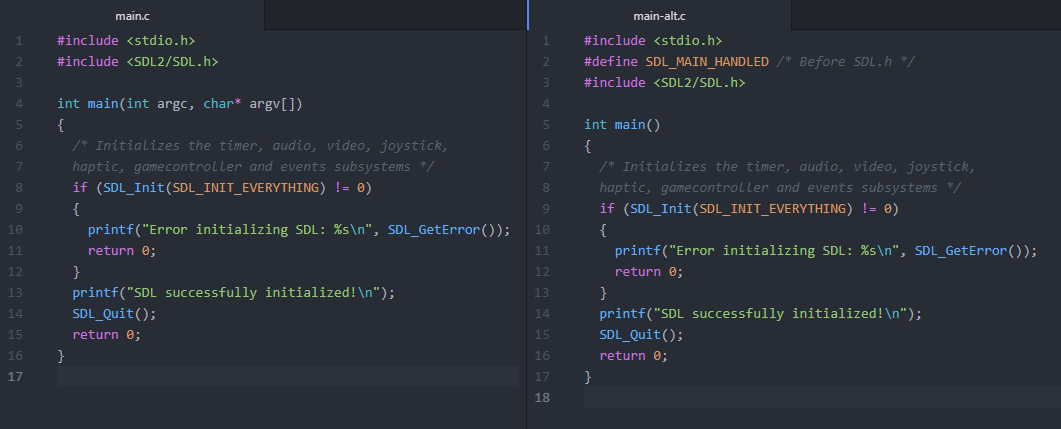 main.c
1 #include <stdio.h>
2 #include <SDL2/SDL.h>
3
4 int main(int argc, char* argv[])
5 {
6   /* Initializes the timer, audio, video, joystick,
7   haptic, gamecontroller and events subsystems */
8   if (SDL_Init(SDL_INIT_EVERYTHING) != 0)
9   {
10     printf("Error initializing SDL: %s\n", SDL_GetError());
11     return 0;
12   }
13   printf("SDL successfully initialized!\n");
14   SDL_Quit();
15   return 0;
16 }
17
main-alt.c
1 #include <stdio.h>
2 #define SDL_MAIN_HANDLED /* Before SDL.h */
3 #include <SDL2/SDL.h>
4
5 int main()
6 {
7   /* Initializes the timer, audio, video, joystick,
8   haptic, gamecontroller and events subsystems */
9   if (SDL_Init(SDL_INIT_EVERYTHING) != 0)
10   {
11     printf("Error initializing SDL: %s\n", SDL_GetError());
12     return 0;
13   }
14   printf("SDL successfully initialized!\n");
15   SDL_Quit();
16   return 0;
17 }
18